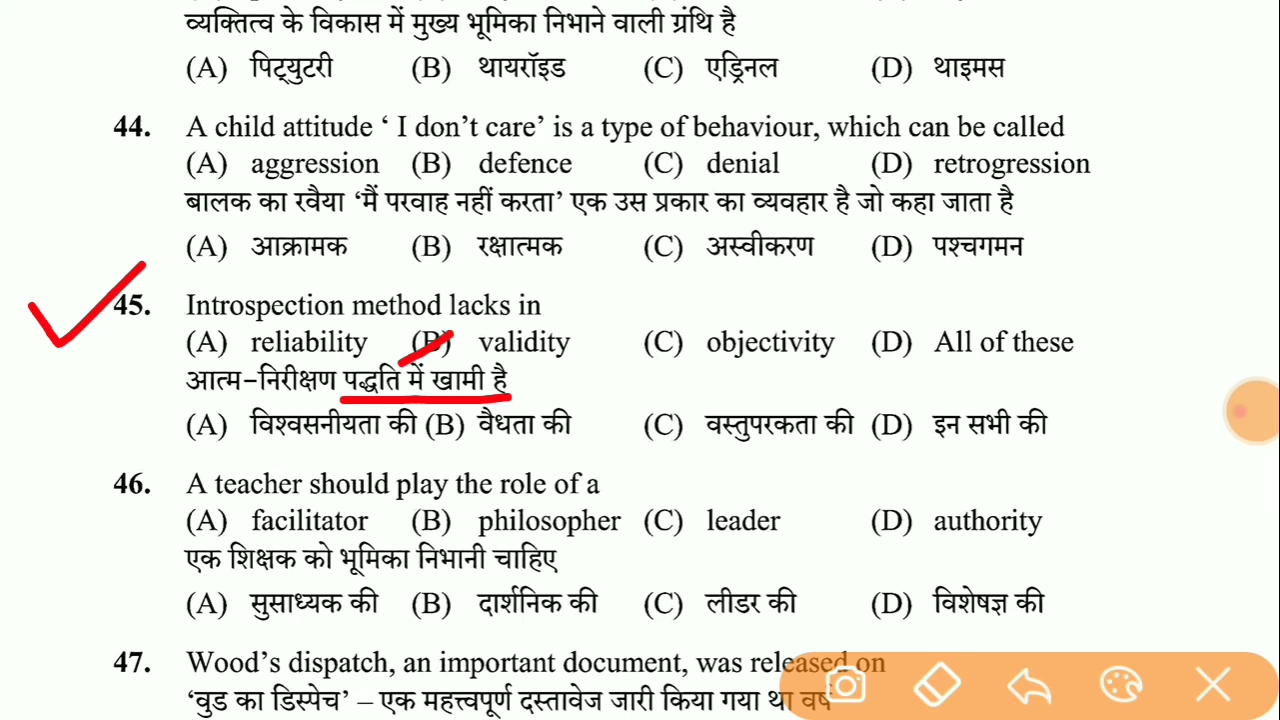 व्यक्तित्व के विकास में मुख्य भूमिका निभाने वाली ग्रंथि है
(A) पिट्युटरी (B) थायरॉइड (C) एड्रिनल (D) थाइमस
44. A child attitude ‘ I don’t care’ is a type of behaviour, which can be called
(A) aggression (B) defence (C) denial (D) retrogression
बालक का रवैया ‘मैं परवाह नहीं करता’ एक उस प्रकार का व्यवहार है जो कहा जाता है
(A) आक्रामक (B) रक्षात्मक (C) अस्वीकरण (D) पश्चगमन
45. Introspection method lacks in
(A) reliability (B) validity (C) objectivity (D) All of these
आत्म-निरीक्षण पद्धति में खामी है
(A) विश्वसनीयता की (B) वैधता की (C) वस्तुपरकता की (D) इन सभी की
46. A teacher should play the role of a
(A) facilitator (B) philosopher (C) leader (D) authority
एक शिक्षक को भूमिका निभानी चाहिए
(A) सुसाध्यक की (B) दार्शनिक की (C) लीडर की (D) विशेषज्ञ की
47. Wood’s dispatch, an important document, was released on
‘वुड का डिस्पेच’ – एक महत्त्वपूर्ण दस्तावेज जारी किया गया था वर्ष